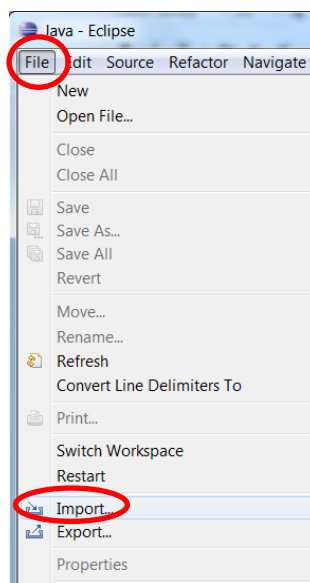 Java - Eclipse
File Edit Source Refactor Navigate
New
Open File...
Close
Close All
Save
Save As...
Save All
Revert
Move...
Rename...
Refresh
Convert Line Delimiters To
Print...
Switch Workspace
Restart
Import...
Export...
Properties